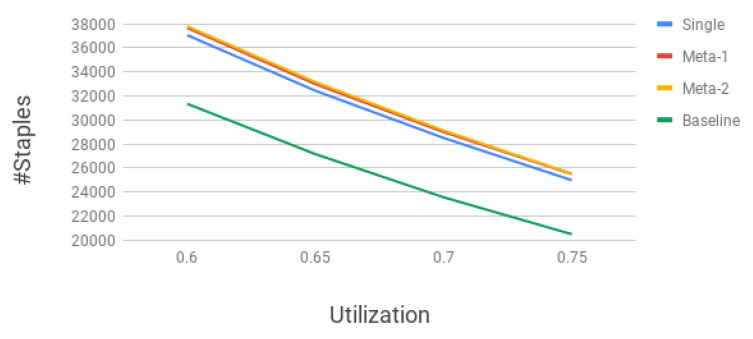 38000
36000
34000
32000
30000
28000
26000
24000
22000
20000
#Staples
0.6 0.65 0.7 0.75
Utilization
Single
Meta-1
Meta-2
Baseline